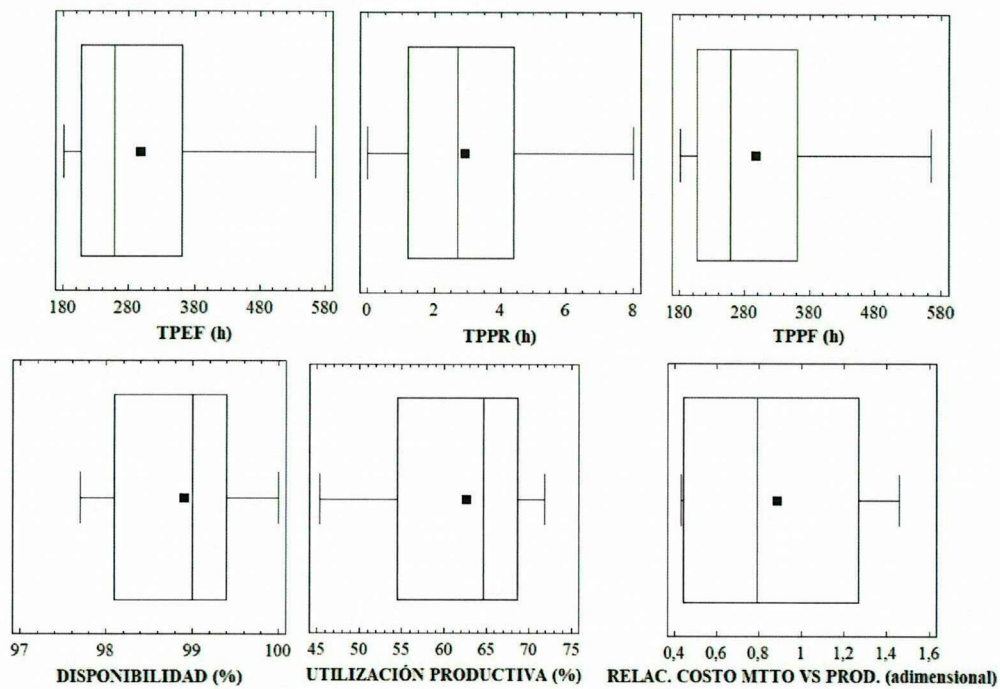 180 280 380 480 580
TPEF (h)
0 2 4 6 8
TPPR (h)
180 280 380 480 580
TPPF (h)
97 98 99 100
DISPONIBILIDAD (%)
45 50 55 60 65 70 75
UTILIZACIÓN PRODUCTIVA (%)
0,4 0,6 0,8 1 1,2 1,4 1,6
RELAC. COSTO MTTO VS PROD. (adimensional)